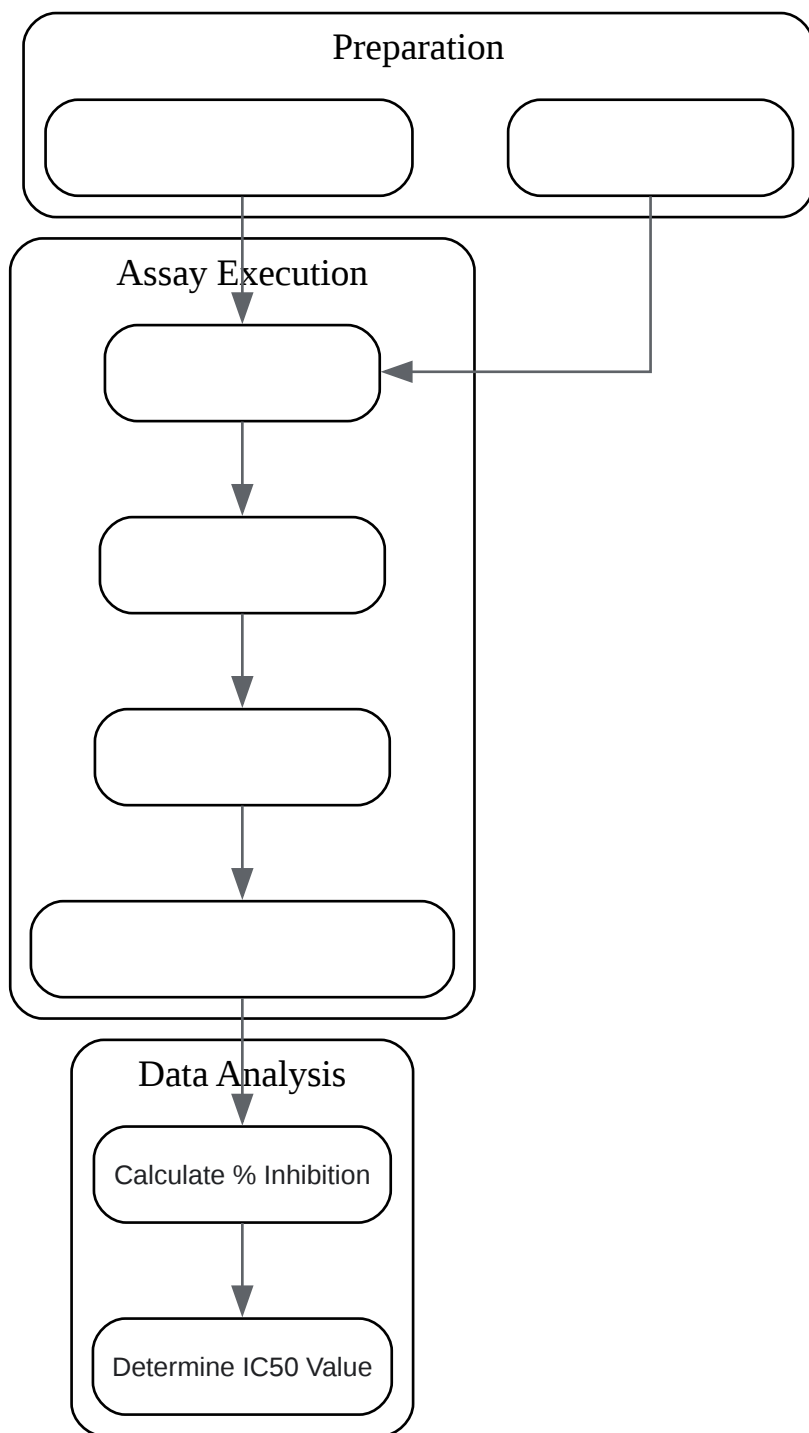 Preparation
Assay Execution
Data Analysis
Calculate % Inhibition
Determine IC50 Value